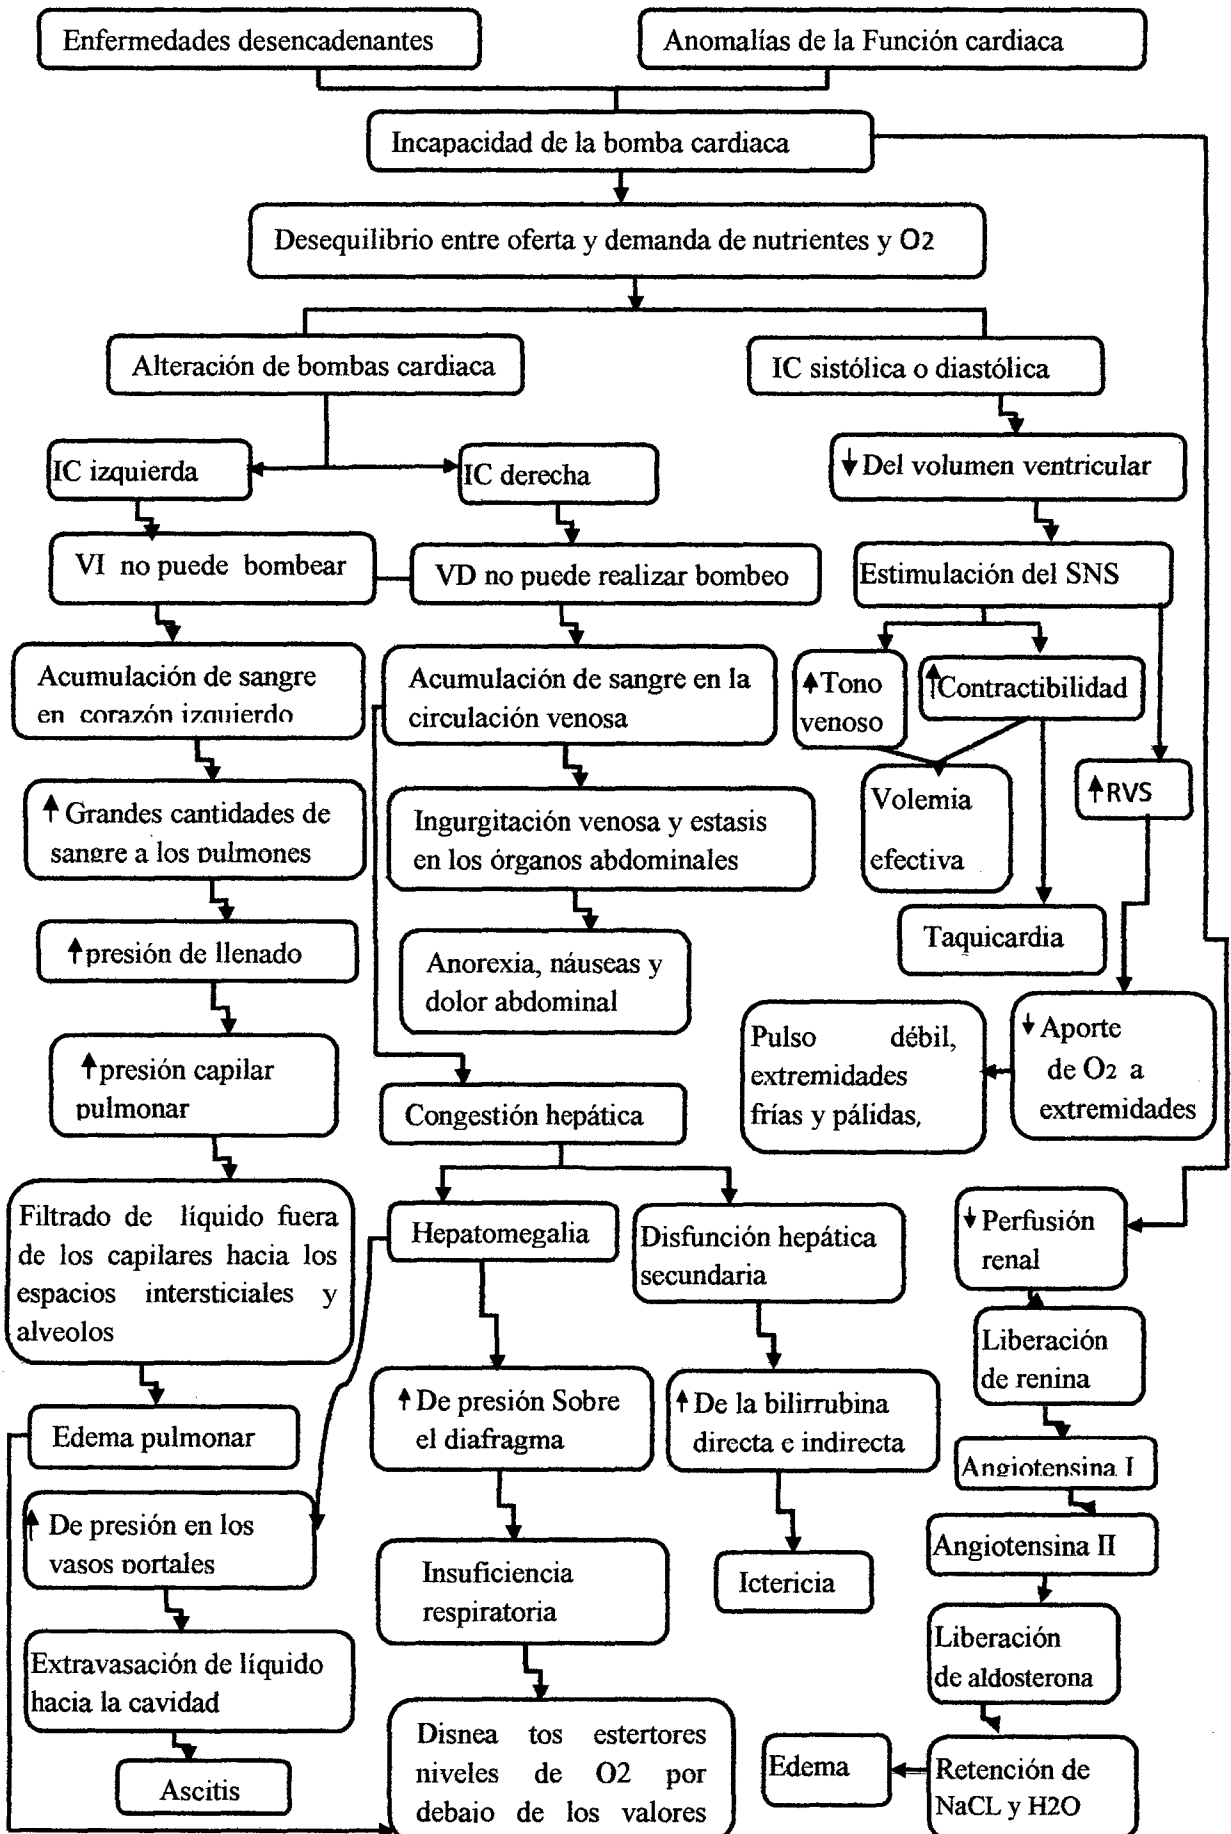 Enfermedades desencadenantes
Anomalías de la Función cardiaca
Incapacidad de la bomba cardiaca
Desequilibrio entre oferta y demanda de nutrientes y O2
Alteración de bombas cardiaca
IC sistólica o diastólica
IC izquierda
IC derecha
↓ Del volumen ventricular
VI no puede bombear
VD no puede realizar bombeo
Estimulación del SNS
Acumulación de sangre
en corazón izquierdo
Acumulación de sangre en la
circulación venosa
↑ Tono
venoso
↑ Contractibilidad
↑ Grandes cantidades de
sangre a los pulmones
Ingurgitación venosa y estasis
en los órganos abdominales
Volemia
efectiva
↑ RVS
↑ presión de llenado
Anorexia, náuseas y
dolor abdominal
Taquicardia
↑ presión capilar
pulmonar
Congestión hepática
Pulso débil,
extremidades
frías y pálidas,
↓ Aporte
de O2 a
extremidades
Filtrado de líquido fuera
de los capilares hacia los
espacios intersticiales y
alveolos
Hepatomegalia
Disfunción hepática
secundaria
↓ Perfusión
renal
Liberación
de renina
Edema pulmonar
↑ De presión Sobre
el diafragma
↑ De la bilirrubina
directa e indirecta
Angiotensina I
↑ De presión en los
vasos portales
Insuficiencia
respiratoria
Ictericia
Angiotensina II
Extravasación de líquido
hacia la cavidad
Liberación
de aldosterona
Ascitis
Disnea tos estertores
niveles de O2 por
debajo de los valores
Edema
Retención de
NaCL y H2O